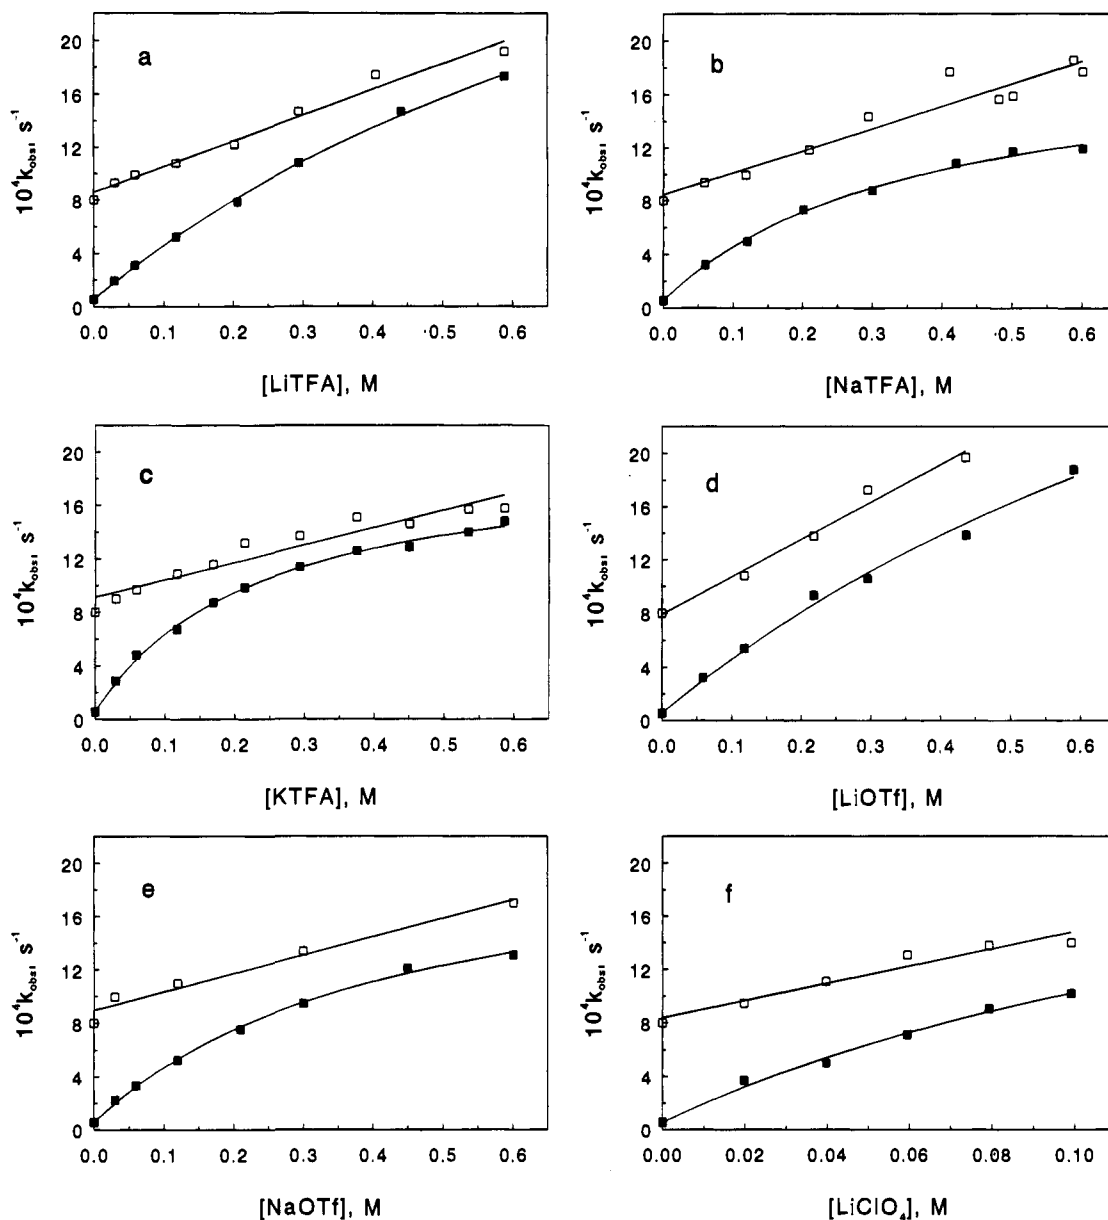 a
20
16
12
8
4
0
10⁴k_obs, s⁻¹
0.0 0.1 0.2 0.3 0.4 0.5 0.6
[LiTFA], M
b
20
16
12
8
4
0
10⁴k_obs, s⁻¹
0.0 0.1 0.2 0.3 0.4 0.5 0.6
[NaTFA], M
c
20
16
12
8
4
0
10⁴k_obs, s⁻¹
0.0 0.1 0.2 0.3 0.4 0.5 0.6
[KTFA], M
d
20
16
12
8
4
0
10⁴k_obs, s⁻¹
0.0 0.1 0.2 0.3 0.4 0.5 0.6
[LiOTf], M
e
20
16
12
8
4
0
10⁴k_obs, s⁻¹
0.0 0.1 0.2 0.3 0.4 0.5 0.6
[NaOTf], M
f
20
16
12
8
4
0
10⁴k_obs, s⁻¹
0.00 0.02 0.04 0.06 0.08 0.10
[LiClO₄], M